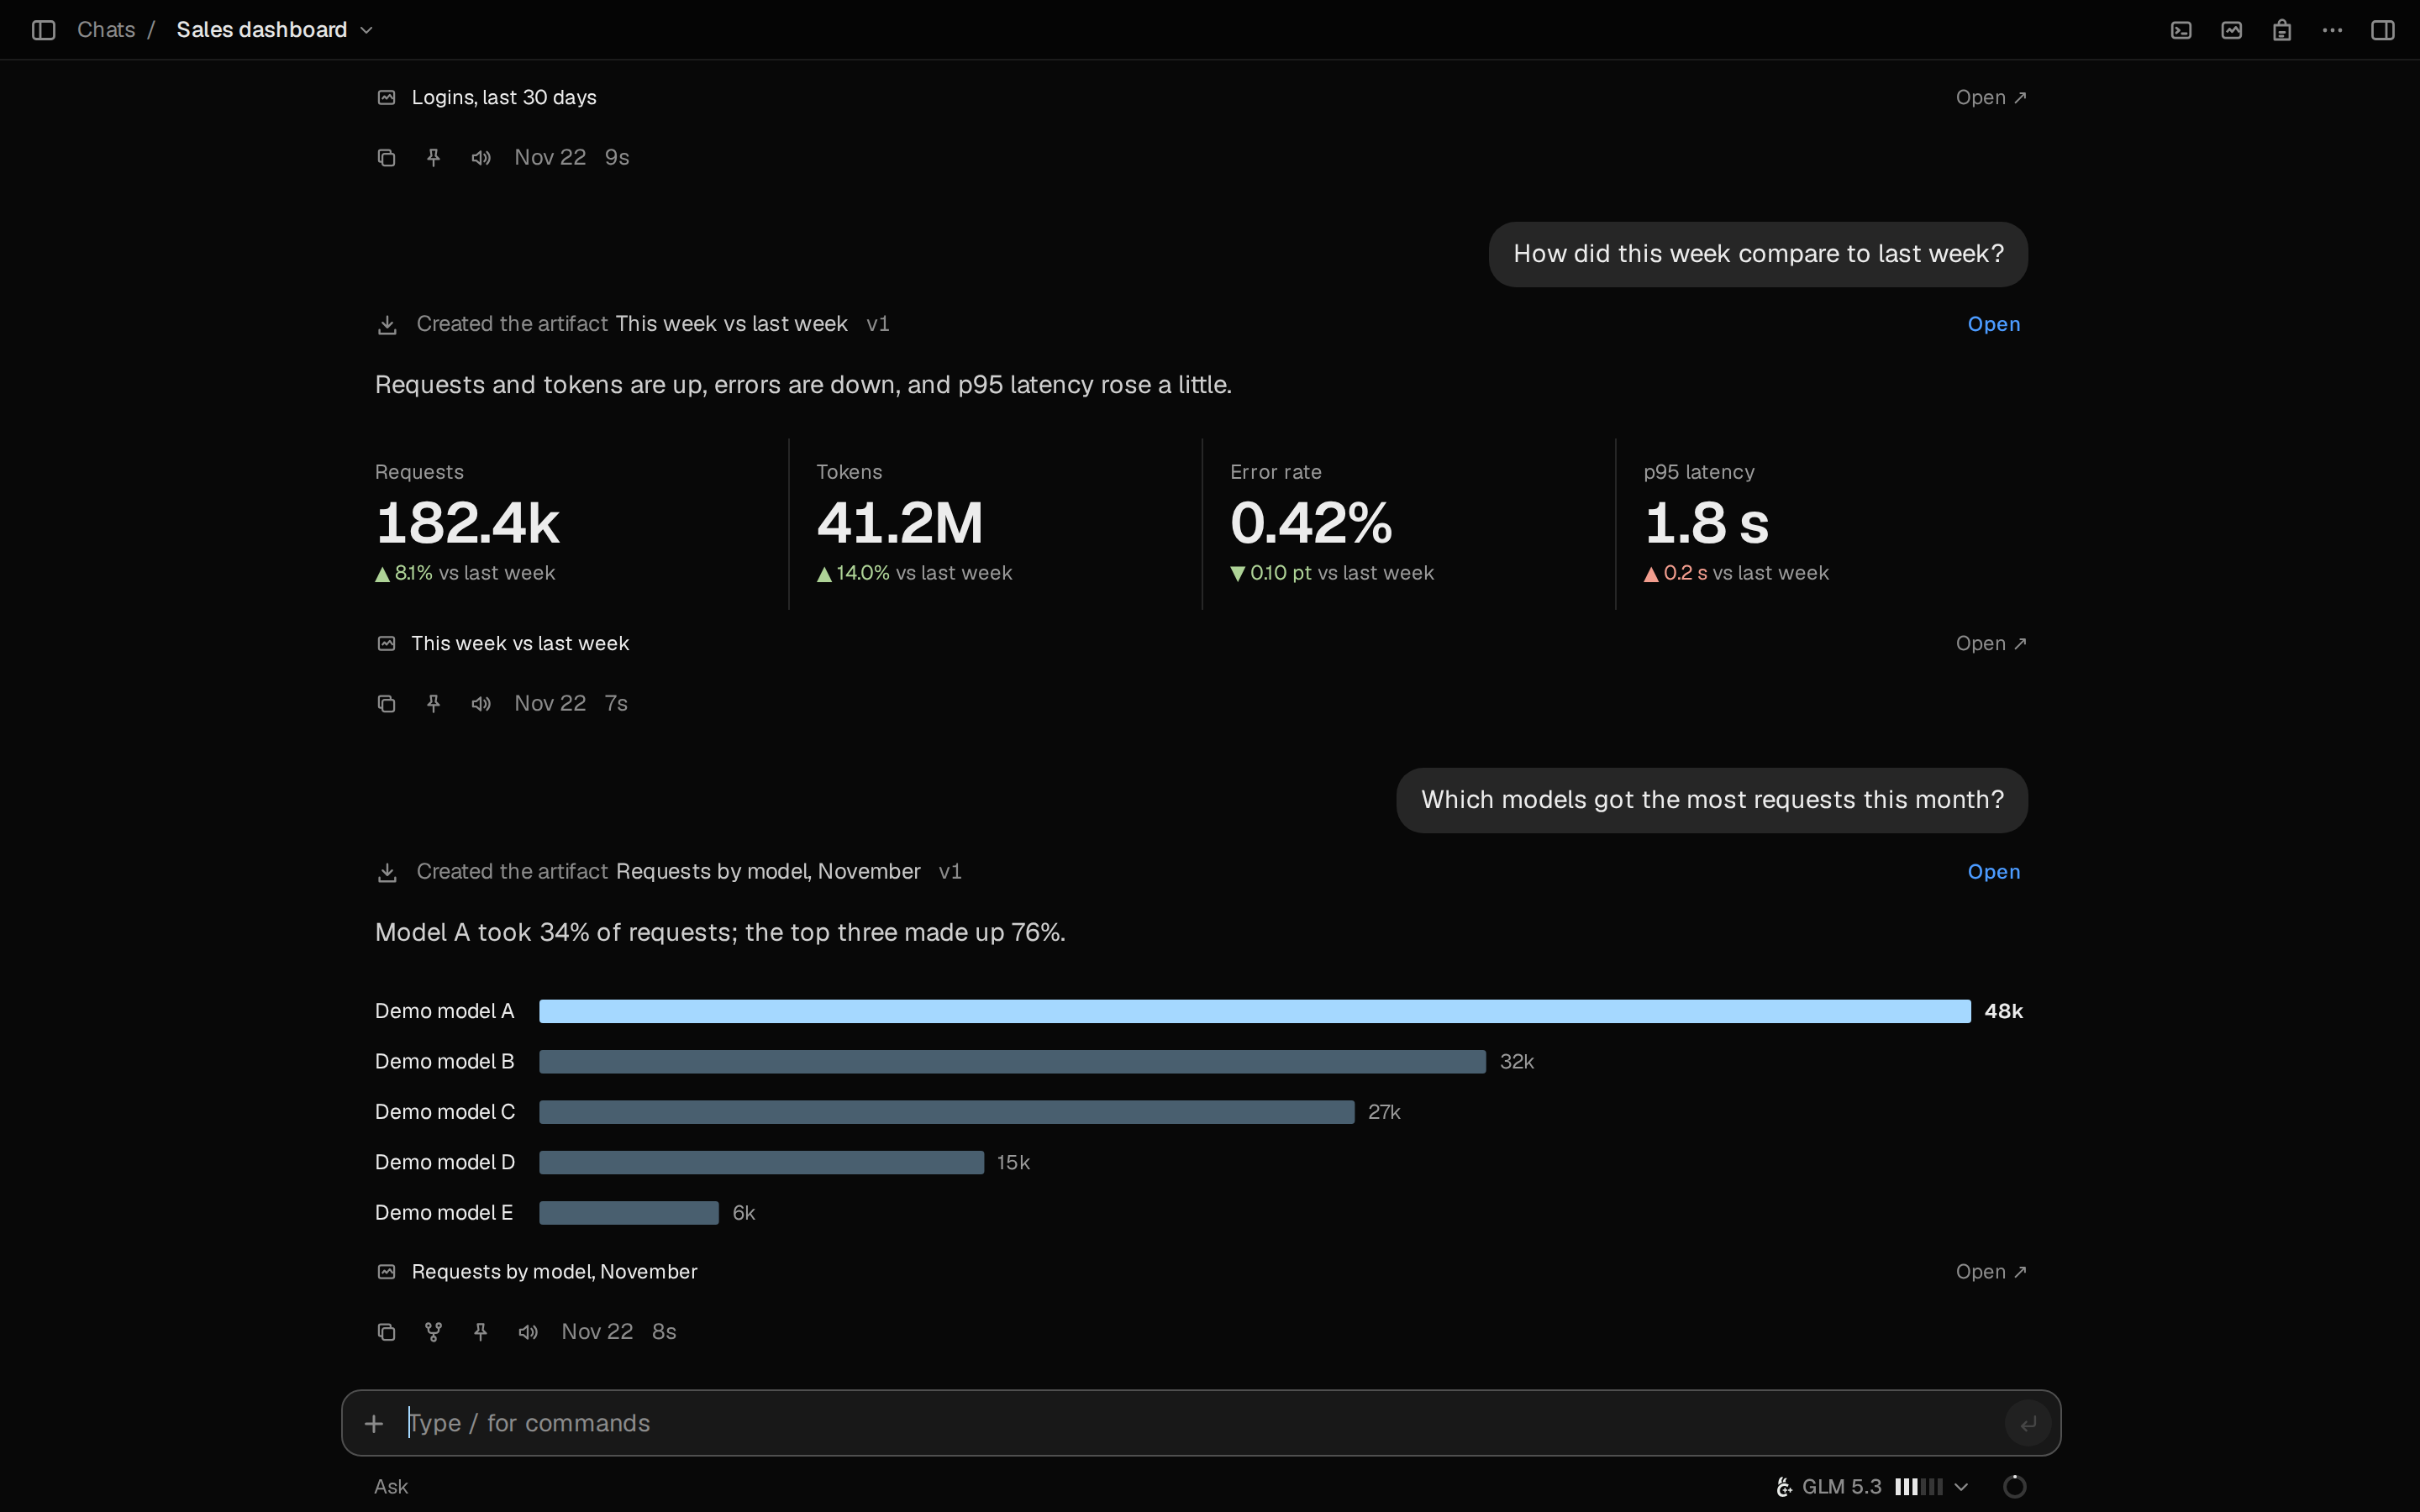 Chats / Sales dashboard
Logins, last 30 days Open ↗
Nov 22 9s
How did this week compare to last week?
Created the artifact This week vs last week v1 Open
Requests and tokens are up, errors are down, and p95 latency rose a little.
Requests Tokens Error rate p95 latency
182.4k 41.2M 0.42% 1.8 s
▲ 8.1% vs last week ▲ 14.0% vs last week ▼ 0.10 pt vs last week ▲ 0.2 s vs last week
This week vs last week Open ↗
Nov 22 7s
Which models got the most requests this month?
Created the artifact Requests by model, November v1 Open
Model A took 34% of requests; the top three made up 76%.
Demo model A 48k
Demo model B 32k
Demo model C 27k
Demo model D 15k
Demo model E 6k
Requests by model, November Open ↗
Nov 22 8s
Type / for commands
Ask GLM 5.3